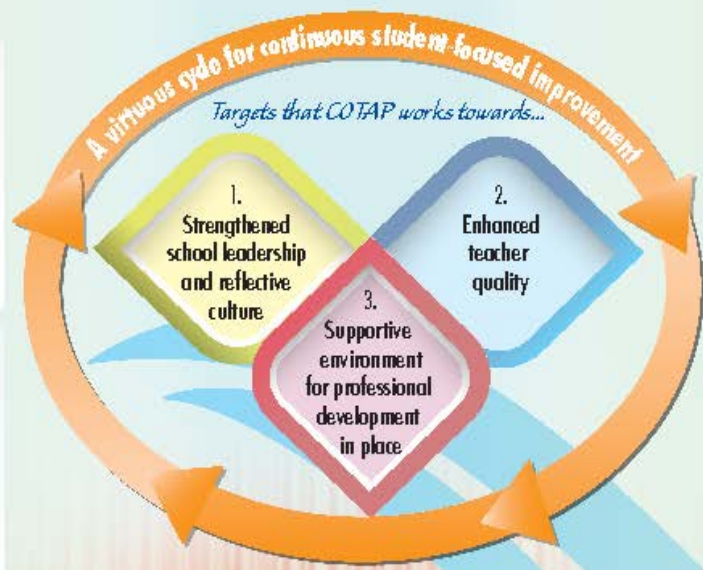 A virtuous cycle for continuous student-focused improvement
Targets that COTAP works towards...
1.
Strengthened
school leadership
and reflective
culture
2.
Enhanced
teacher
quality
3.
Supportive
environment
for professional
development
in place